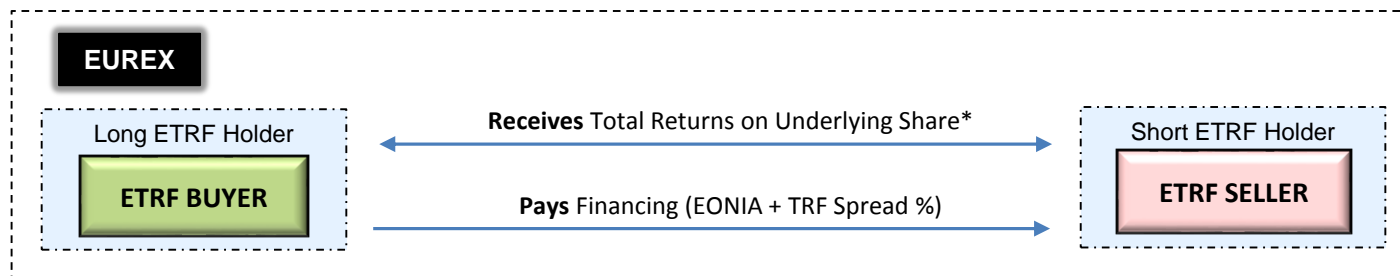 EUREX
Long ETRF Holder
ETRF BUYER
Receives Total Returns on Underlying Share*
Pays Financing (EONIA + TRF Spread %)
Short ETRF Holder
ETRF SELLER